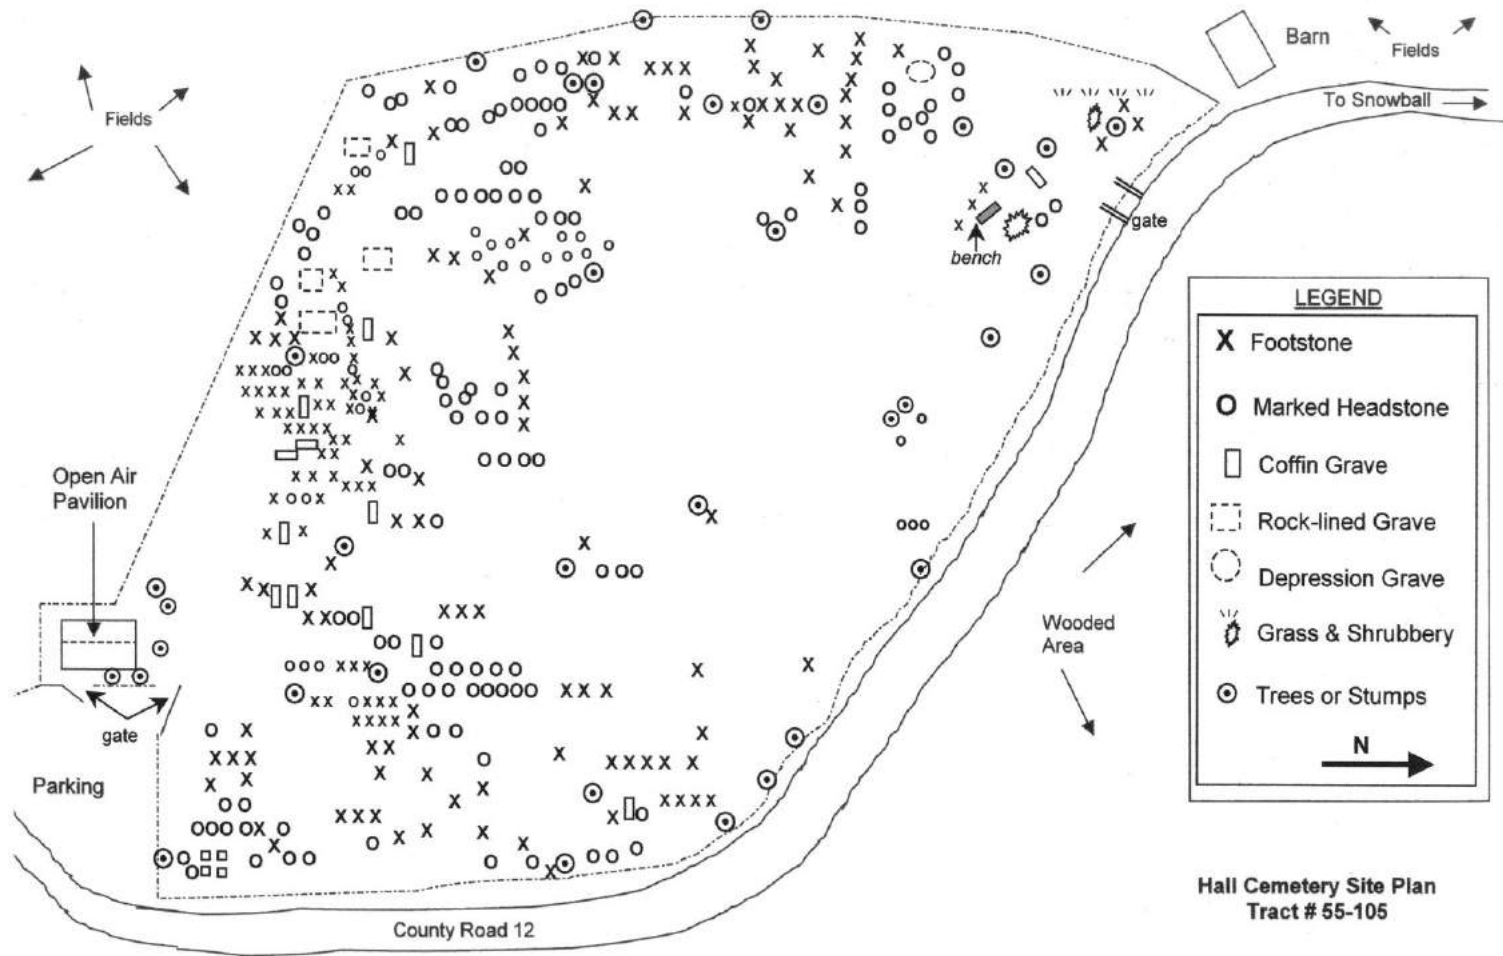 Barn
Fields
To Snowball
Fields
gate
bench
LEGEND
X Footstone
O Marked Headstone
Coffin Grave
Rock-lined Grave
Depression Grave
Grass & Shrubbery
Trees or Stumps
N
Open Air
Pavilion
Wooded
Area
gate
Parking
County Road 12
Hall Cemetery Site Plan
Tract # 55-105